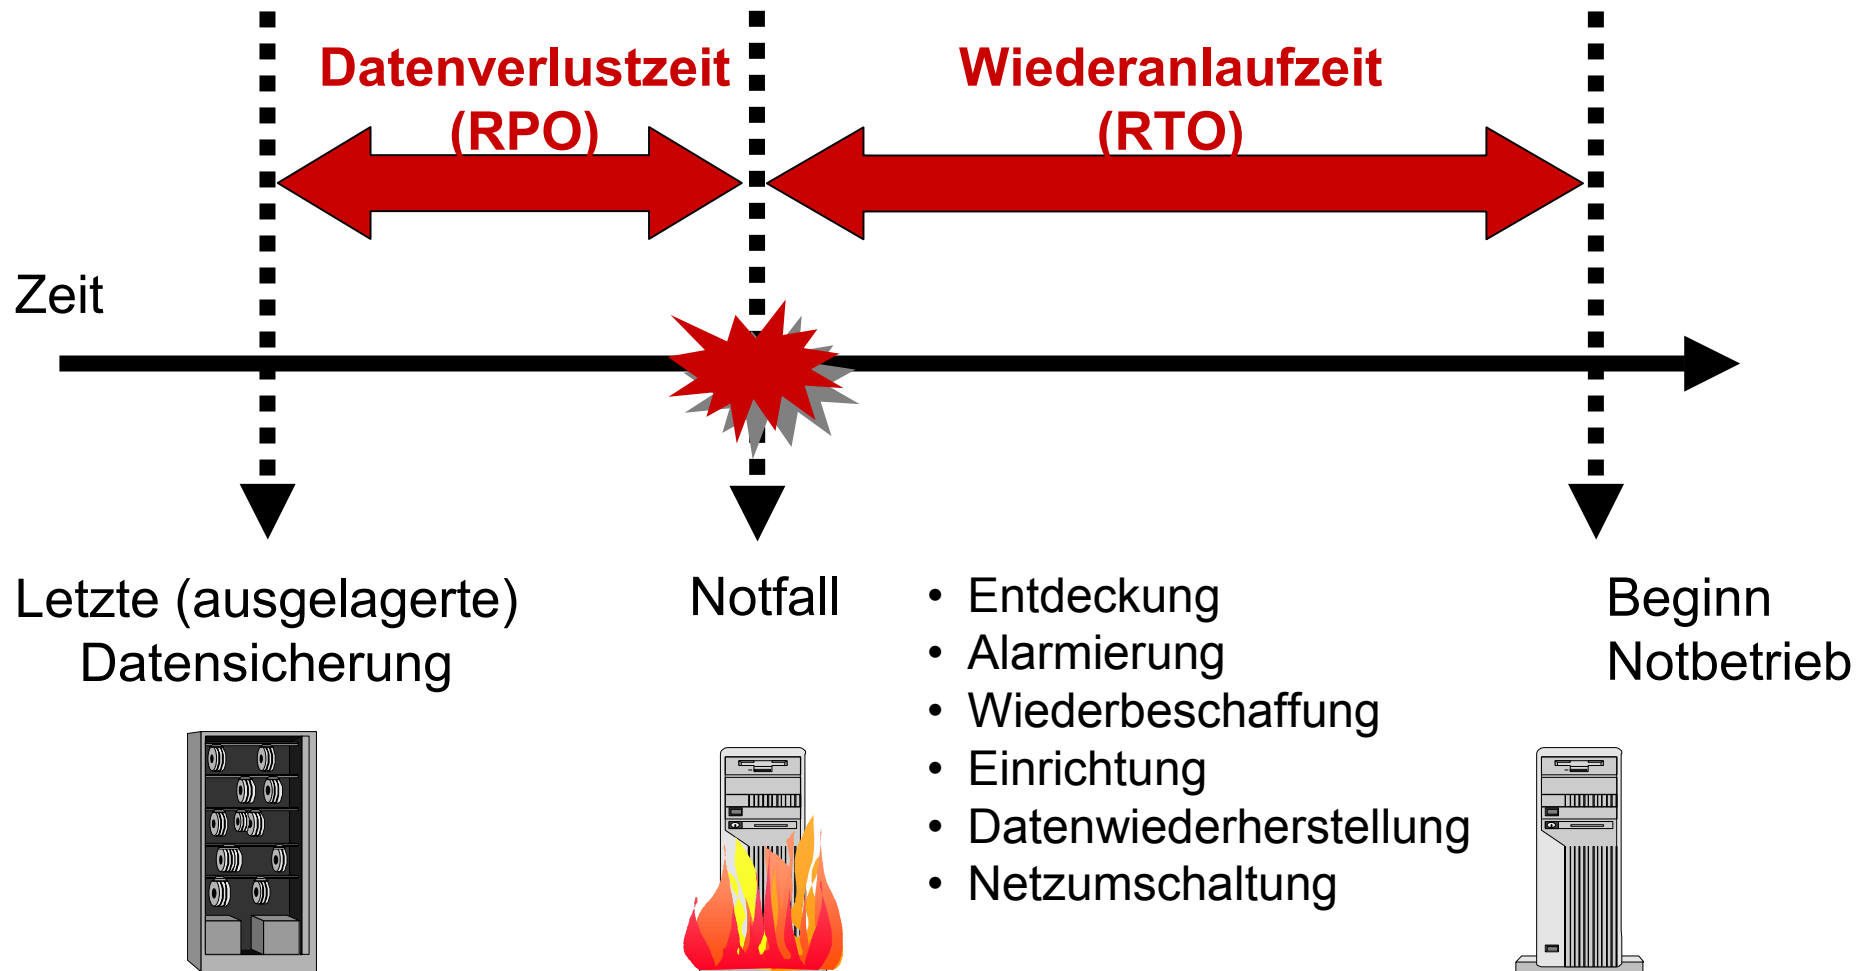 Datenverlustzeit
(RPO)
Wiederanlaufzeit
(RTO)
Zeit
Letzte (ausgelagerte)
Datensicherung
Notfall
• Entdeckung
• Alarmierung
• Wiederbeschaffung
• Einrichtung
• Datenwiederherstellung
• Netzumschaltung
Beginn
Notbetrieb